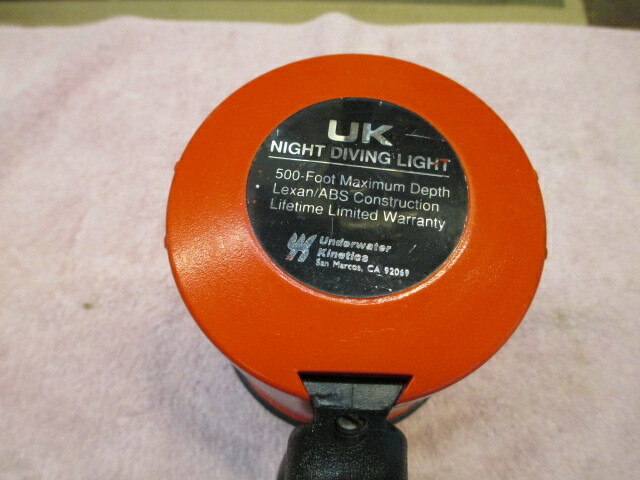 UK
NIGHT DIVING LIGHT
500-Foot Maximum Depth
Lexan/ABS Construction
Lifetime Limited Warranty
Underwater
Kinetics
San Marcos, CA 92069